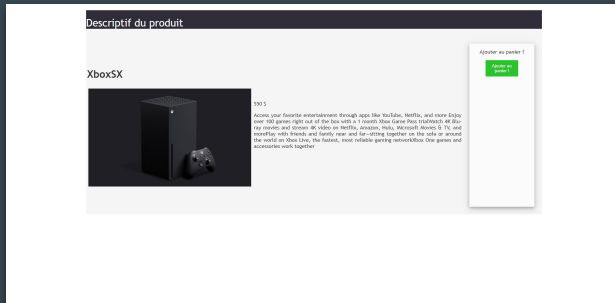 Descriptif du produit
Ajouter au panier !
Ajouter au
panier !
XboxSX
550 $
Access your favorite entertainment through apps like YouTube, Netflix, and more Enjoy
over 100 games right out of the box with a 1 month Xbox Game Pass trialWatch 4K Blu-
ray movies and stream 4K video on Netflix, Amazon, Hulu, Microsoft Movies & TV, and
morePlay with friends and family near and far—sitting together on the sofa or around
the world on Xbox Live, the fastest, most reliable gaming networkXbox One games and
accessories work together